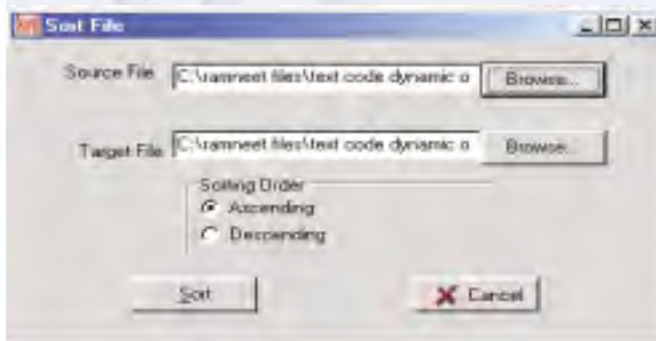 Sort File
Source File C:\ramneet files\text code dynamic o Browse...
Target File C:\ramneet files\text code dynamic o Browse...
Sorting Order
Ascending
Descending
Sort Cancel